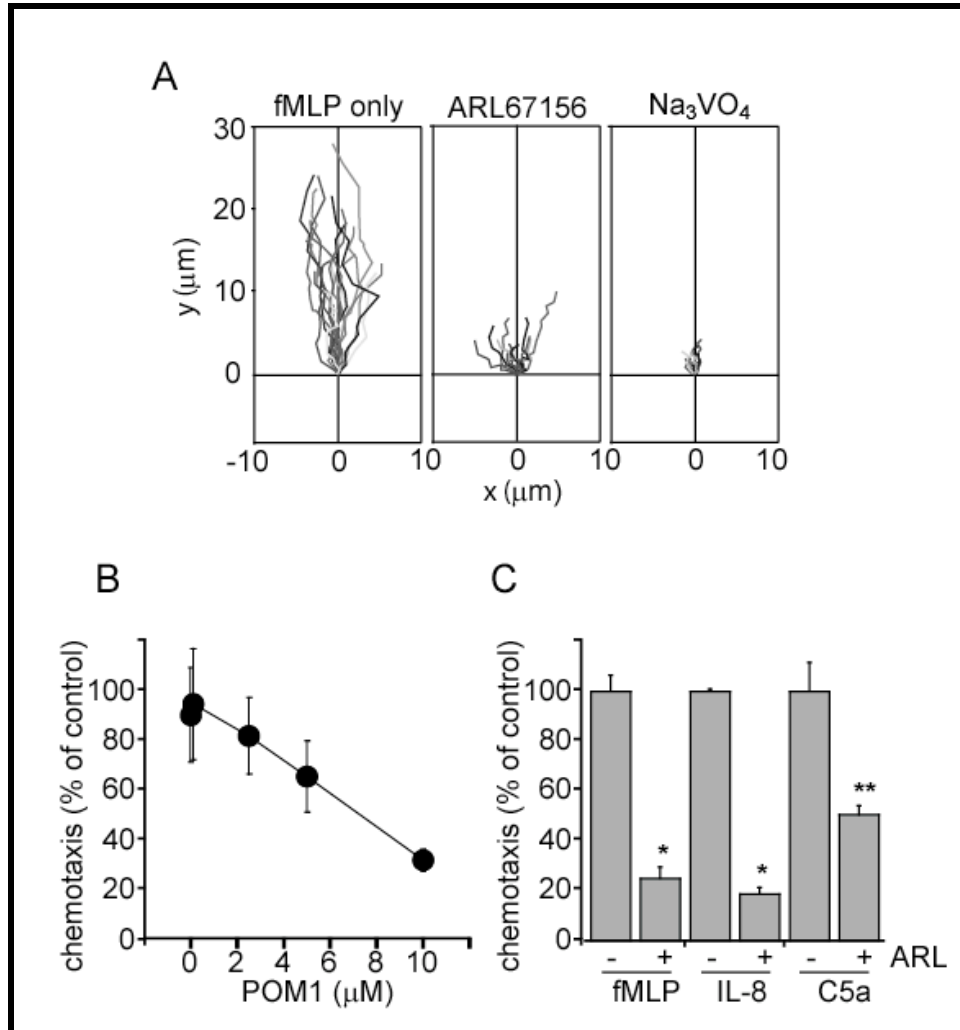 A
fMLP only ARL67156 Na₃VO₄
30
20
10
0
y (μm)
-10 0 10 0 10 0 10
x (μm)
B
chemotaxis (% of control)
100
80
60
40
20
0
0 2 4 6 8 10
POM1 (μM)
C
chemotaxis (% of control)
100
80
60
40
20
0
* * **
- + - + - + ARL
fMLP IL-8 C5a